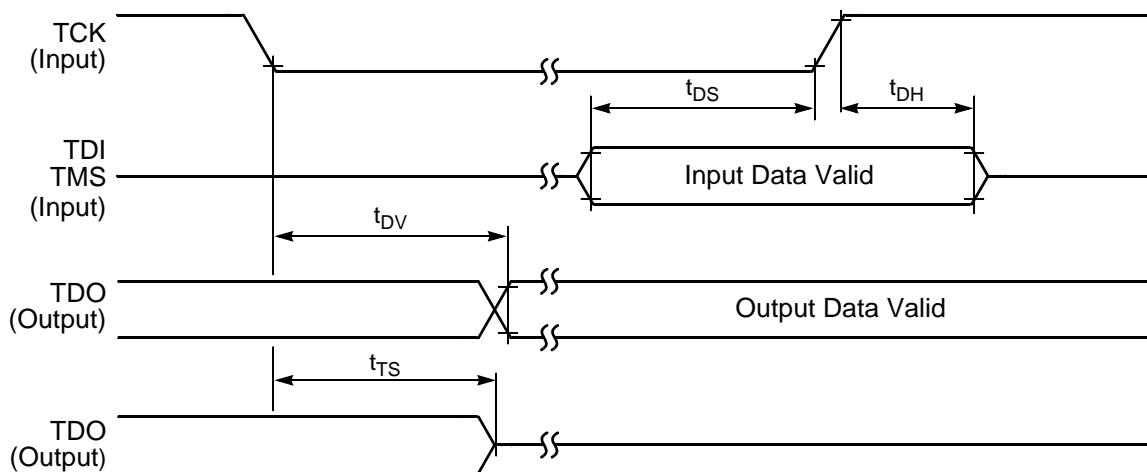 TCK
(Input)
tDS
tDH
TDI
TMS
(Input)
Input Data Valid
tDV
TDO
(Output)
Output Data Valid
tTS
TDO
(Output)